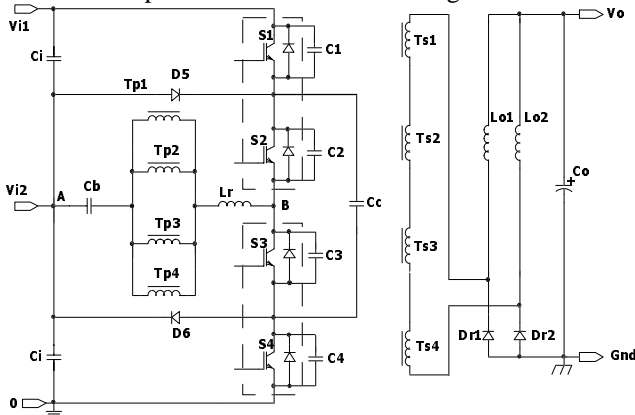 Vi1
Ci
Tp1
D5
S1
C1
Tp2
S2
C2
Vi2
A
Cb
Lr
B
Cc
Tp3
S3
C3
Tp4
D6
Ci
S4
C4
0
Ts1
Vo
Lo1
Lo2
Ts2
Co
+
Ts3
Dr1
Dr2
Ts4
Gnd